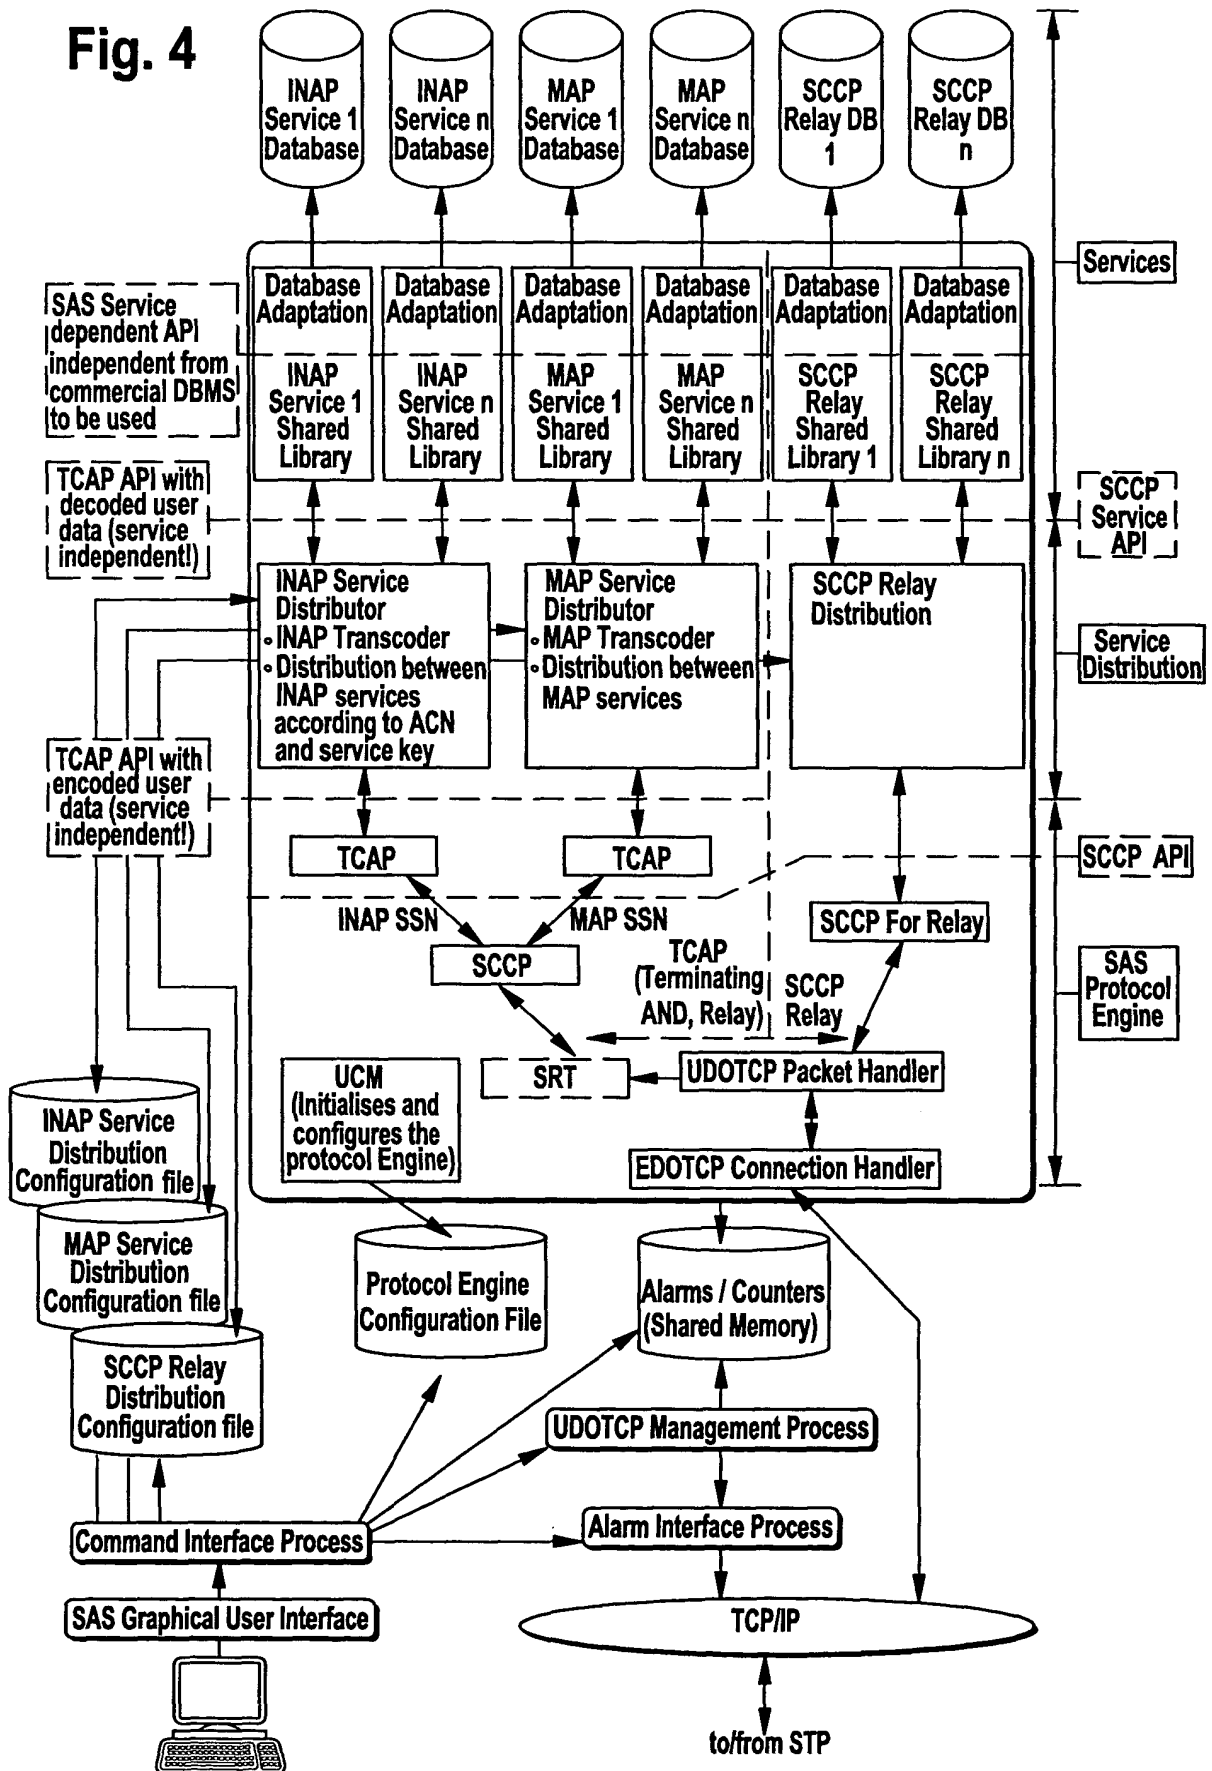 Fig. 4
INAP
Service 1
Database
INAP
Service n
Database
MAP
Service 1
Database
MAP
Service n
Database
SCCP
Relay DB
1
SCCP
Relay DB
n
Services
SAS Service
dependent API
independent from
commercial DBMS
to be used
Database
Adaptation
Database
Adaptation
Database
Adaptation
Database
Adaptation
Database
Adaptation
Database
Adaptation
INAP
Service 1
Shared
Library
INAP
Service n
Shared
Library
MAP
Service 1
Shared
Library
MAP
Service n
Shared
Library
SCCP
Relay
Shared
Library 1
SCCP
Relay
Shared
Library n
TCAP API with
decoded user
data (service
independent!)
SCCP
Service
API
INAP Service
Distributor
∘ INAP Transcoder
∘ Distribution between
INAP services
according to ACN
and service key
MAP Service
Distributor
∘ MAP Transcoder
∘ Distribution between
MAP services
SCCP Relay
Distribution
Service
Distribution
TCAP API with
encoded user
data (service
independent!)
TCAP
TCAP
SCCP API
INAP SSN
MAP SSN
SCCP For Relay
SCCP
TCAP
(Terminating
AND, Relay)
SCCP
Relay
SAS
Protocol
Engine
SRT
UDOTCP Packet Handler
UCM
(Initialises and
configures the
protocol Engine)
EDOTCP Connection Handler
INAP Service
Distribution
Configuration file
MAP Service
Distribution
Configuration file
SCCP Relay
Distribution
Configuration file
Protocol Engine
Configuration File
Alarms / Counters
(Shared Memory)
UDOTCP Management Process
Command Interface Process
Alarm Interface Process
SAS Graphical User Interface
TCP/IP
to/from STP